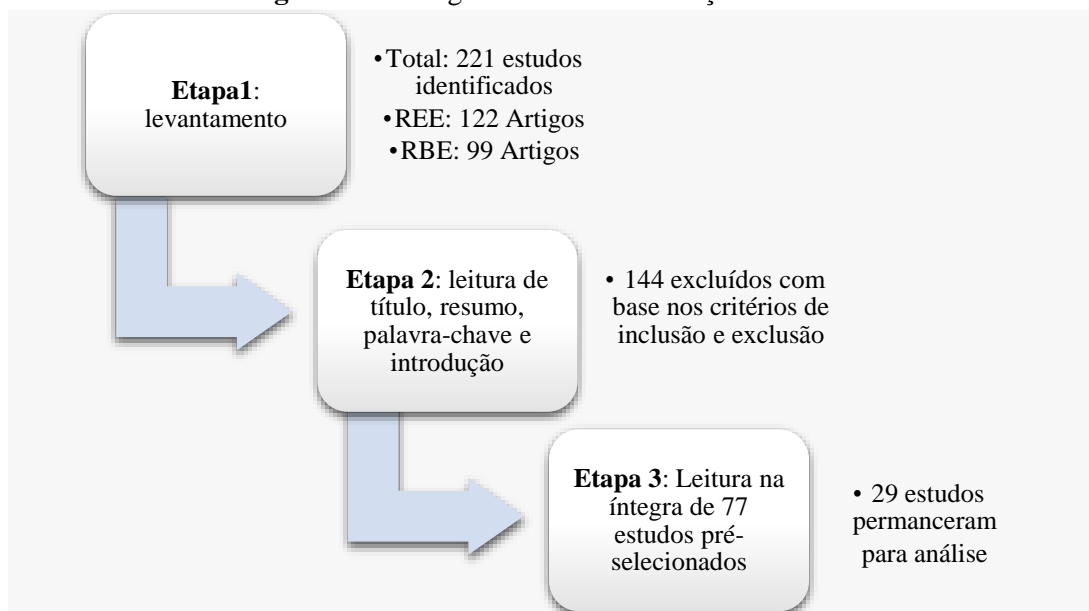 Etapa1:
levantamento
•Total: 221 estudos
identificados
•REE: 122 Artigos
•RBE: 99 Artigos
Etapa 2: leitura de
título, resumo,
palavra-chave e
introdução
• 144 excluídos com
base nos critérios de
inclusão e exclusão
Etapa 3: Leitura na
íntegra de 77
estudos pré-
selecionados
• 29 estudos
permanceram
para análise